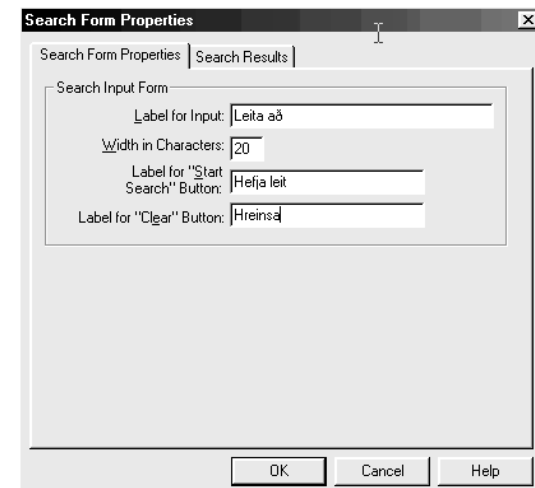 Search Form Properties
Search Form Properties Search Results
Search Input Form
Label for Input: Leita að
Width in Characters: 20
Label for "Start
Search" Button: Hefja leit
Label for "Clear" Button: Hreinsa
OK Cancel Help